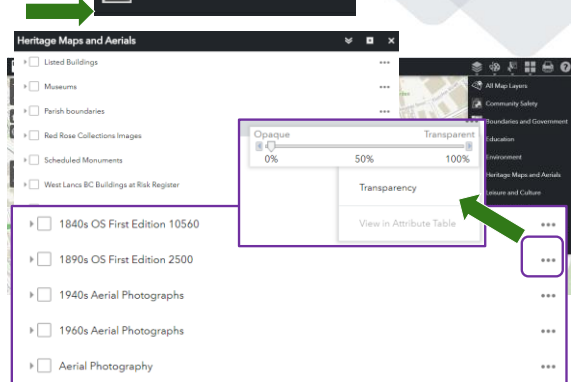 Heritage Maps and Aerials
Listed Buildings
Museums
Parish boundaries
Red Rose Collections Images
Scheduled Monuments
West Lancs BC Buildings at Risk Register
All Map Layers
Community Safety
Boundaries and Government
Education
Environment
Heritage Maps and Aerials
Leisure and Culture
Opaque Transparent
0% 50% 100%
Transparency
View in Attribute Table
1840s OS First Edition 10560
1890s OS First Edition 2500
1940s Aerial Photographs
1960s Aerial Photographs
Aerial Photography